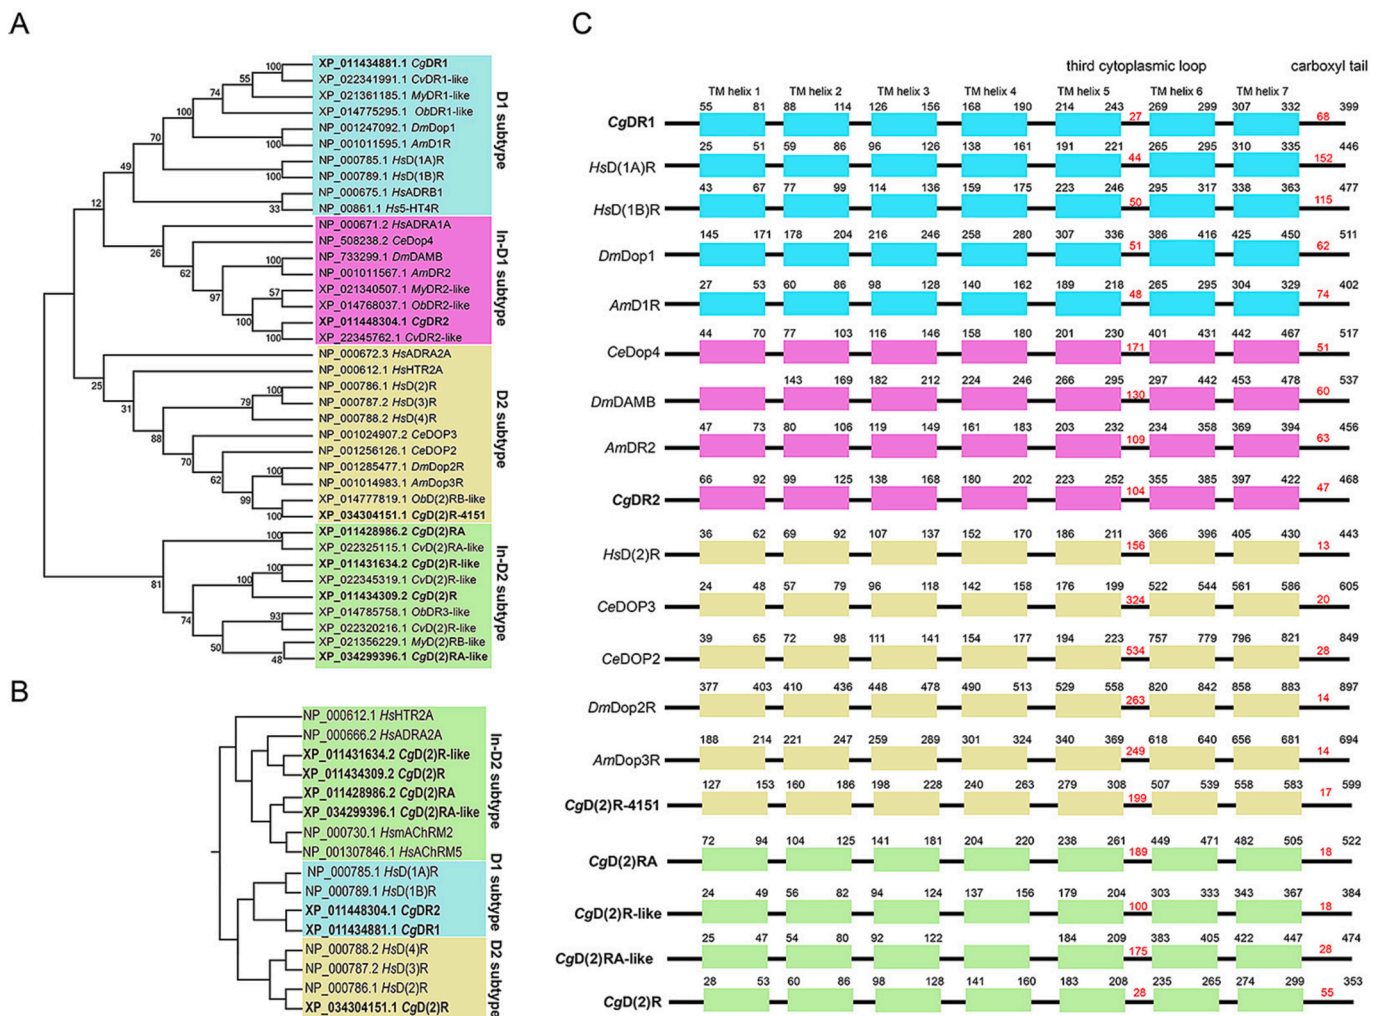 A
XP_011434881.1 CgDR1
XP_022341991.1 CvDR1-like
XP_021361185.1 MyDR1-like
XP_014775295.1 ObDR1-like
NP_001247092.1 DmDop1
NP_001011595.1 AmD1R
NP_000785.1 HsD(1A)R
NP_000789.1 HsD(1B)R
NP_000675.1 HsADRB1
NP_00861.1 Hs5-HT4R
D1 subtype
NP_000671.2 HsADRA1A
NP_508238.2 CeDop4
NP_733299.1 DmDAMB
NP_001011567.1 AmDR2
XP_021340507.1 MyDR2-like
XP_014768037.1 ObDR2-like
XP_011448304.1 CgDR2
XP_22345762.1 CvDR2-like
In-D1 subtype
NP_000672.3 HsADRA2A
NP_000612.1 HsHTR2A
NP_000786.1 HsD(2)R
NP_000787.2 HsD(3)R
NP_000788.2 HsD(4)R
NP_001024907.2 CeDOP3
NP_001256126.1 CeDOP2
NP_001285477.1 DmDop2R
NP_001014983.1 AmDop3R
XP_014777819.1 ObD(2)RB-like
XP_034304151.1 CgD(2)R-4151
D2 subtype
XP_011428986.2 CgD(2)RA
XP_022325115.1 CvD(2)RA-like
XP_011431634.2 CgD(2)R-like
XP_022345319.1 CvD(2)R-like
XP_011434309.2 CgD(2)R
XP_014785758.1 ObDR3-like
XP_022320216.1 CvD(2)R-like
XP_021356229.1 MyD(2)RB-like
XP_034299396.1 CgD(2)RA-like
In-D2 subtype
100
55
74
100
100
70
100
49
33
12
26
62
100
97
57
100
100
25
31
79
88
70
62
100
99
100
100
81
100
100
74
93
50
48
B
NP_000612.1 HsHTR2A
NP_000666.2 HsADRA2A
XP_011431634.2 CgD(2)R-like
XP_011434309.2 CgD(2)R
XP_011428986.2 CgD(2)RA
XP_034299396.1 CgD(2)RA-like
NP_000730.1 HsmAChRM2
NP_001307846.1 HsAChRM5
In-D2 subtype
NP_000785.1 HsD(1A)R
NP_000789.1 HsD(1B)R
XP_011448304.1 CgDR2
XP_011434881.1 CgDR1
D1 subtype
NP_000788.2 HsD(4)R
NP_000787.2 HsD(3)R
NP_000786.1 HsD(2)R
XP_034304151.1 CgD(2)R
D2 subtype
C
third cytoplasmic loop carboxyl tail
TM helix 1 TM helix 2 TM helix 3 TM helix 4 TM helix 5 TM helix 6 TM helix 7
CgDR1 55 81 88 114 126 156 168 190 214 243 27 269 299 307 332 68 399
HsD(1A)R 25 51 59 86 96 126 138 161 191 221 44 265 295 310 335 152 446
HsD(1B)R 43 67 77 99 114 136 159 175 223 246 50 295 317 338 363 115 477
DmDop1 145 171 178 204 216 246 258 280 307 336 51 386 416 425 450 62 511
AmD1R 27 53 60 86 98 128 140 162 189 218 48 265 295 304 329 74 402
CeDop4 44 70 77 103 116 146 158 180 201 230 171 401 431 442 467 51 517
DmDAMB 143 169 182 212 224 246 266 295 130 297 442 453 478 60 537
AmDR2 47 73 80 106 119 149 161 183 203 232 109 234 358 369 394 63 456
CgDR2 66 92 99 125 138 168 180 202 223 252 104 355 385 397 422 47 468
HsD(2)R 36 62 69 92 107 137 152 170 186 211 156 366 396 405 430 13 443
CeDOP3 24 48 57 79 96 118 142 158 176 199 324 522 544 561 586 20 605
CeDOP2 39 65 72 98 111 141 154 177 194 223 534 757 779 796 821 28 849
DmDop2R 377 403 410 436 448 478 490 513 529 558 263 820 842 858 883 14 897
AmDop3R 188 214 221 247 259 289 301 324 340 369 249 618 640 656 681 14 694
CgD(2)R-4151 127 153 160 186 198 228 240 263 279 308 199 507 539 558 583 17 599
CgD(2)RA 72 94 104 125 141 181 204 220 238 261 189 449 471 482 505 18 522
CgD(2)R-like 24 49 56 82 94 124 137 156 179 204 100 303 333 343 367 18 384
CgD(2)RA-like 25 47 54 80 92 122 184 209 175 383 405 422 447 28 474
CgD(2)R 28 53 60 86 98 128 141 160 183 208 28 235 265 274 299 55 353